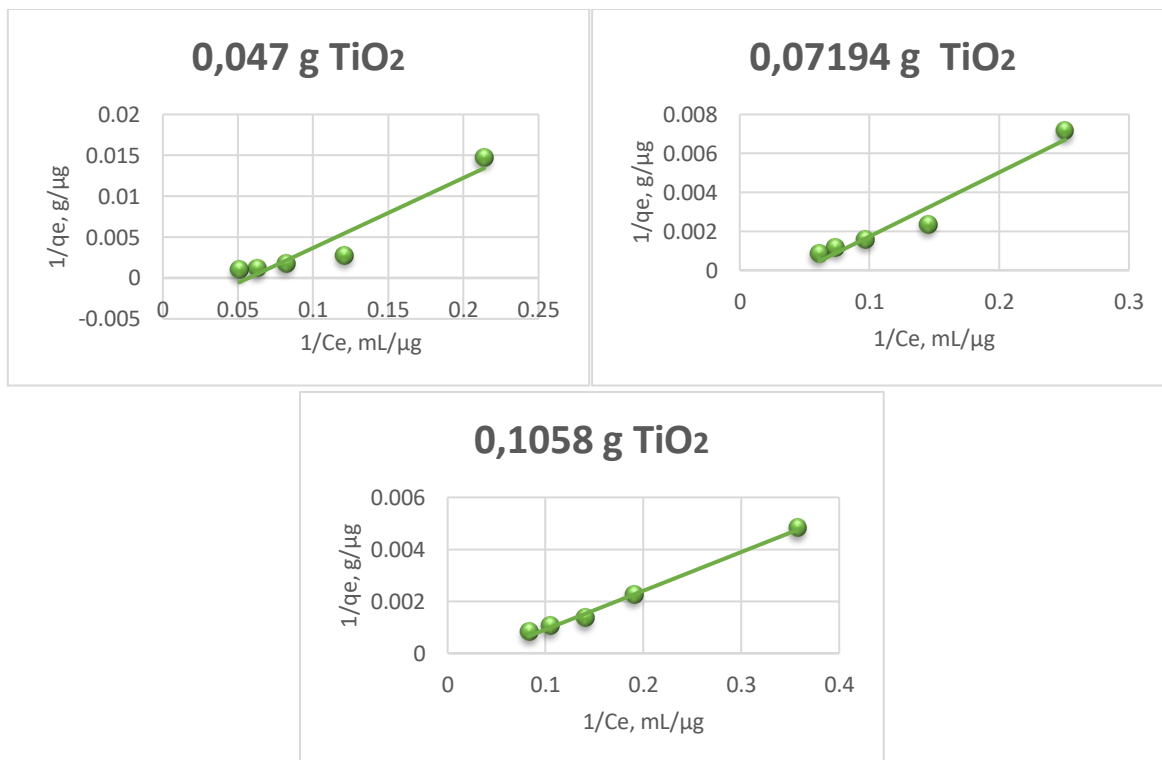 0,047 g TiO2
0.02
0.015
0.01
0.005
0
-0.005
1/qe, g/µg
0 0.05 0.1 0.15 0.2 0.25
1/Ce, mL/µg
0,07194 g TiO2
0.008
0.006
0.004
0.002
0
1/qe, g/µg
0 0.1 0.2 0.3
1/Ce, mL/µg
0,1058 g TiO2
0.006
0.004
0.002
0
1/qe, g/µg
0 0.1 0.2 0.3 0.4
1/Ce, mL/µg